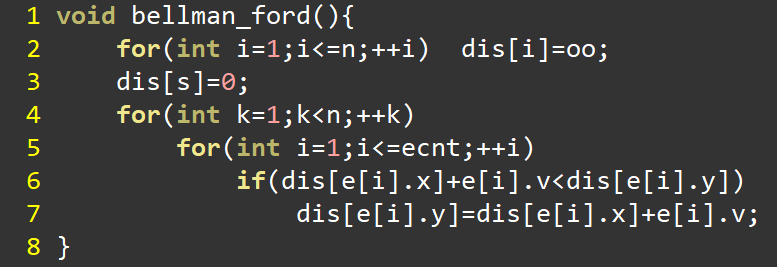 1 void bellman_ford(){
2     for(int i=1;i<=n;++i)  dis[i]=oo;
3     dis[s]=0;
4     for(int k=1;k<n;++k)
5         for(int i=1;i<=ecnt;++i)
6             if(dis[e[i].x]+e[i].v<dis[e[i].y])
7                 dis[e[i].y]=dis[e[i].x]+e[i].v;
8 }